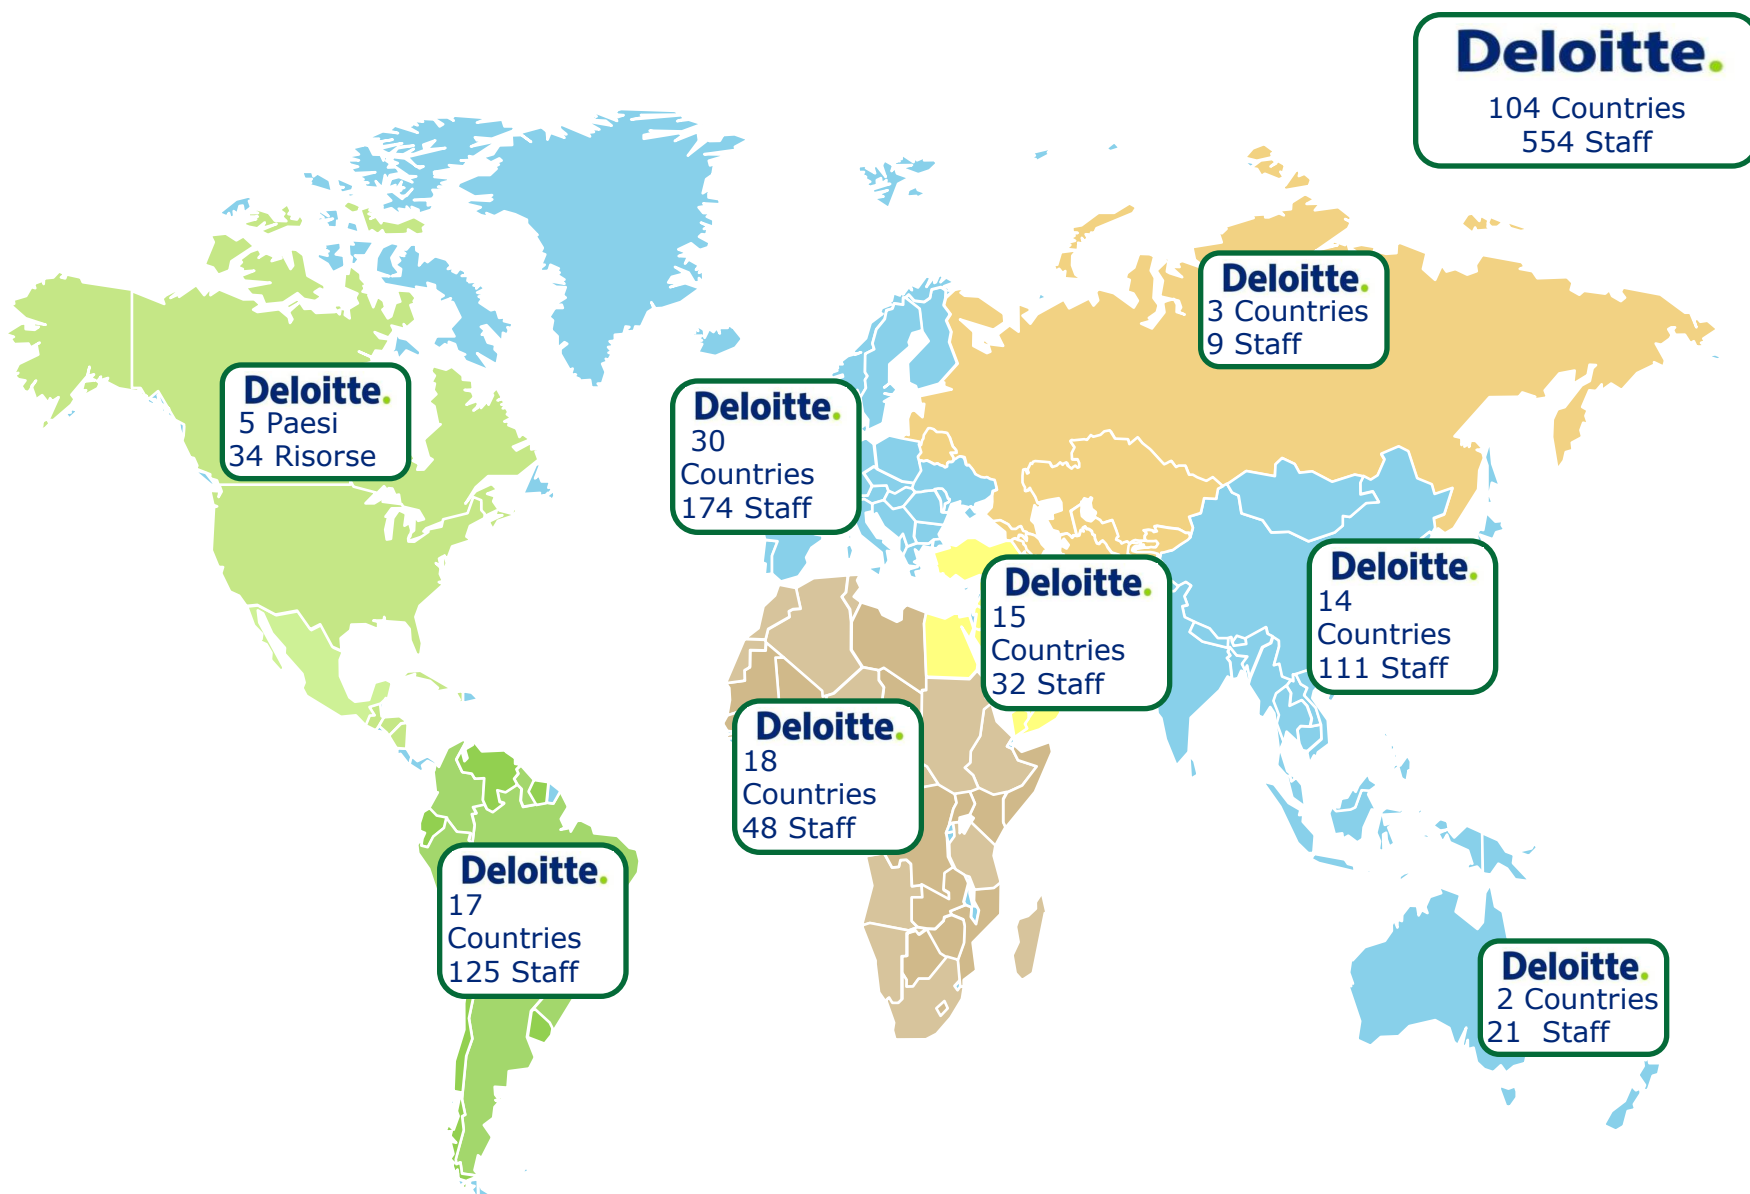 Deloitte.
104 Countries
554 Staff
Deloitte.
3 Countries
9 Staff
Deloitte.
5 Paesi
34 Risorse
Deloitte.
30
Countries
174 Staff
Deloitte.
15
Countries
32 Staff
Deloitte.
14
Countries
111 Staff
Deloitte.
18
Countries
48 Staff
Deloitte.
17
Countries
125 Staff
Deloitte.
2 Countries
21 Staff